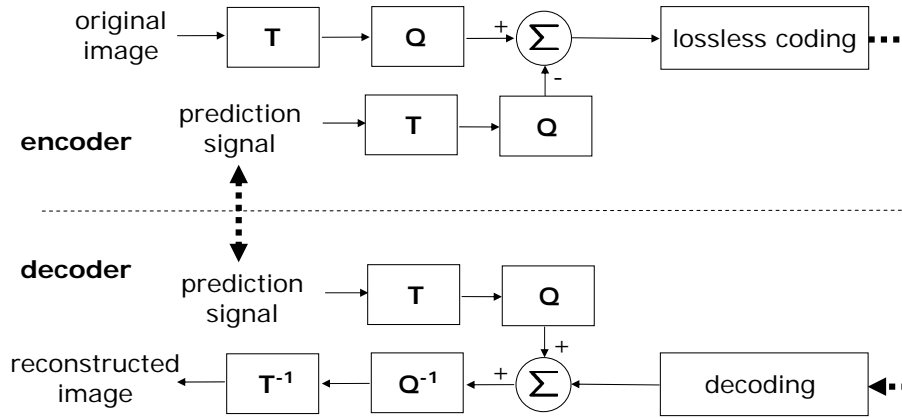 original
image
T
Q
+
Σ
-
lossless coding
prediction
signal
T
Q
encoder
decoder
prediction
signal
T
Q
+
reconstructed
image
T-1
Q-1
+
Σ
decoding